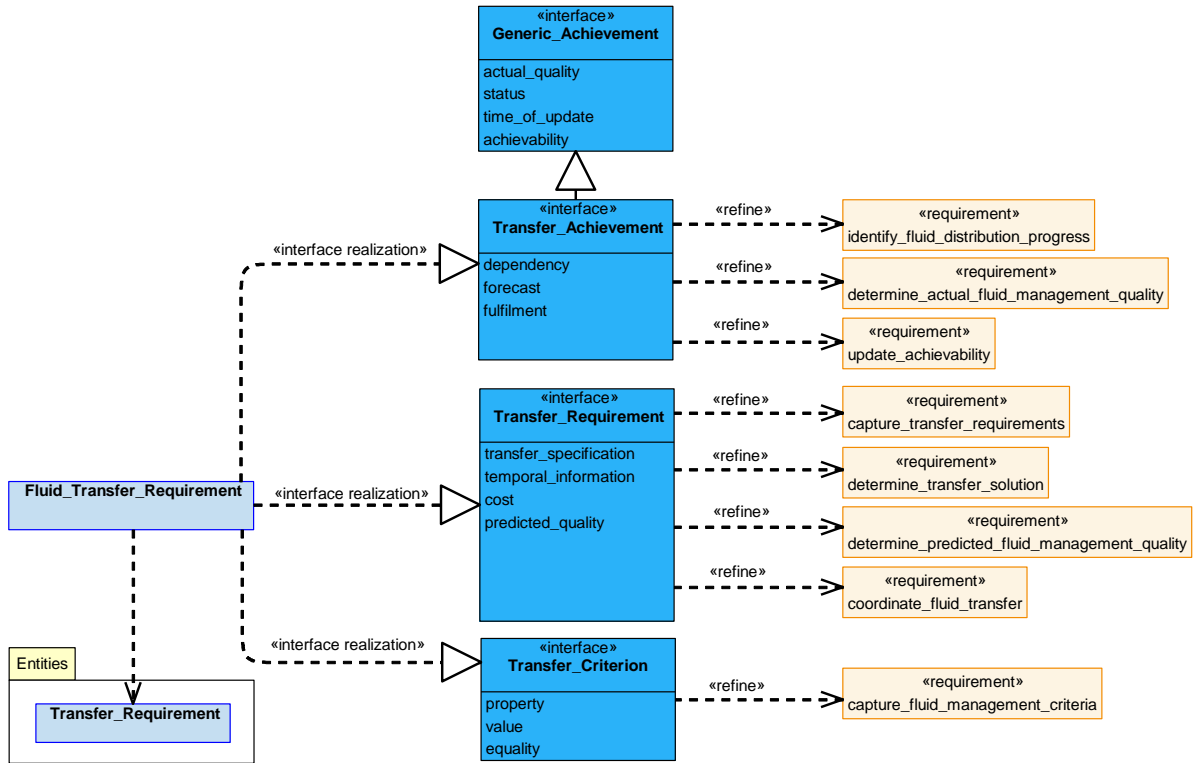 «interface»
Generic_Achievement
actual_quality
status
time_of_update
achievability
«interface»
Transfer_Achievement
dependency
forecast
fulfilment
«refine»
«requirement»
identify_fluid_distribution_progress
«refine»
«requirement»
determine_actual_fluid_management_quality
«refine»
«requirement»
update_achievability
«interface realization»
«interface»
Transfer_Requirement
transfer_specification
temporal_information
cost
predicted_quality
«refine»
«requirement»
capture_transfer_requirements
«refine»
«requirement»
determine_transfer_solution
«refine»
«requirement»
determine_predicted_fluid_management_quality
«refine»
«requirement»
coordinate_fluid_transfer
Fluid_Transfer_Requirement
«interface realization»
«interface realization»
«interface»
Transfer_Criterion
property
value
equality
«refine»
«requirement»
capture_fluid_management_criteria
Entities
Transfer_Requirement